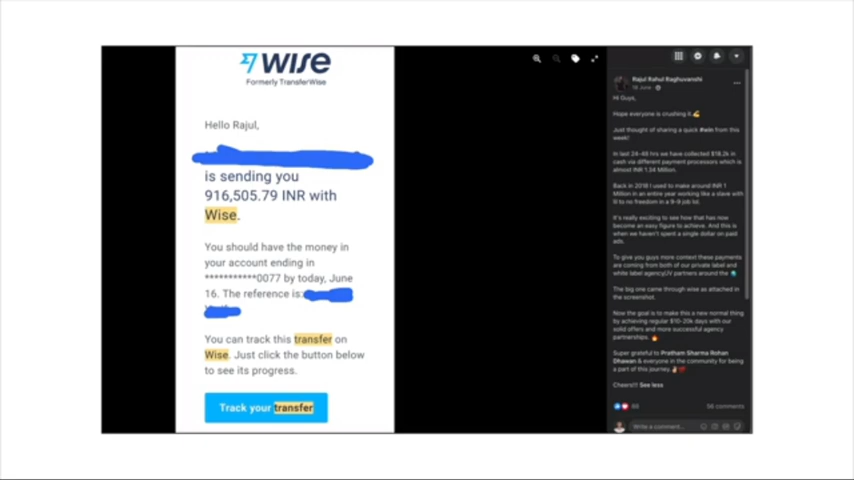 WISE
Formerly TransferWise
Hello Rajul,
is sending you
916,505.79 INR with
Wise.
You should have the money in
your account ending in
***********0077 by today, June
16. The reference is:
You can track this transfer on
Wise. Just click the button below
to see its progress.
Track your transfer
Rajul Rahul Raghuvanshi
16 June
Hi Guys,
Hope everyone is crushing it 💪
Just thought of sharing a quick #win from this
week!
In last 24-48 hrs we have collected $18.2k in
cash via different payment processors which is
almost INR 1.34 Million.
Back in 2018 I used to make around INR 1
Million in an entire year working like a slave with
lil to no freedom in a 9-9 job lol.
It's really exciting to see how that has now
become an easy figure to achieve. And this is
when we haven't spent a single dollar on paid
ads.
To give you guys more context these payments
are coming from both of our private label and
white label agency/JV partners around the 🌎
The big one came through wise as attached in
the screenshot.
Now the goal is to make this a new normal thing
by achieving regular $10-20k days with our
solid offers and more successful agency
partnerships. 🔥
Super grateful to Pratham Sharma Rohan
Dhawan & everyone in the community for being
a part of this journey.✌️❤️
Cheers!!! See less
58 comments
Write a comment...